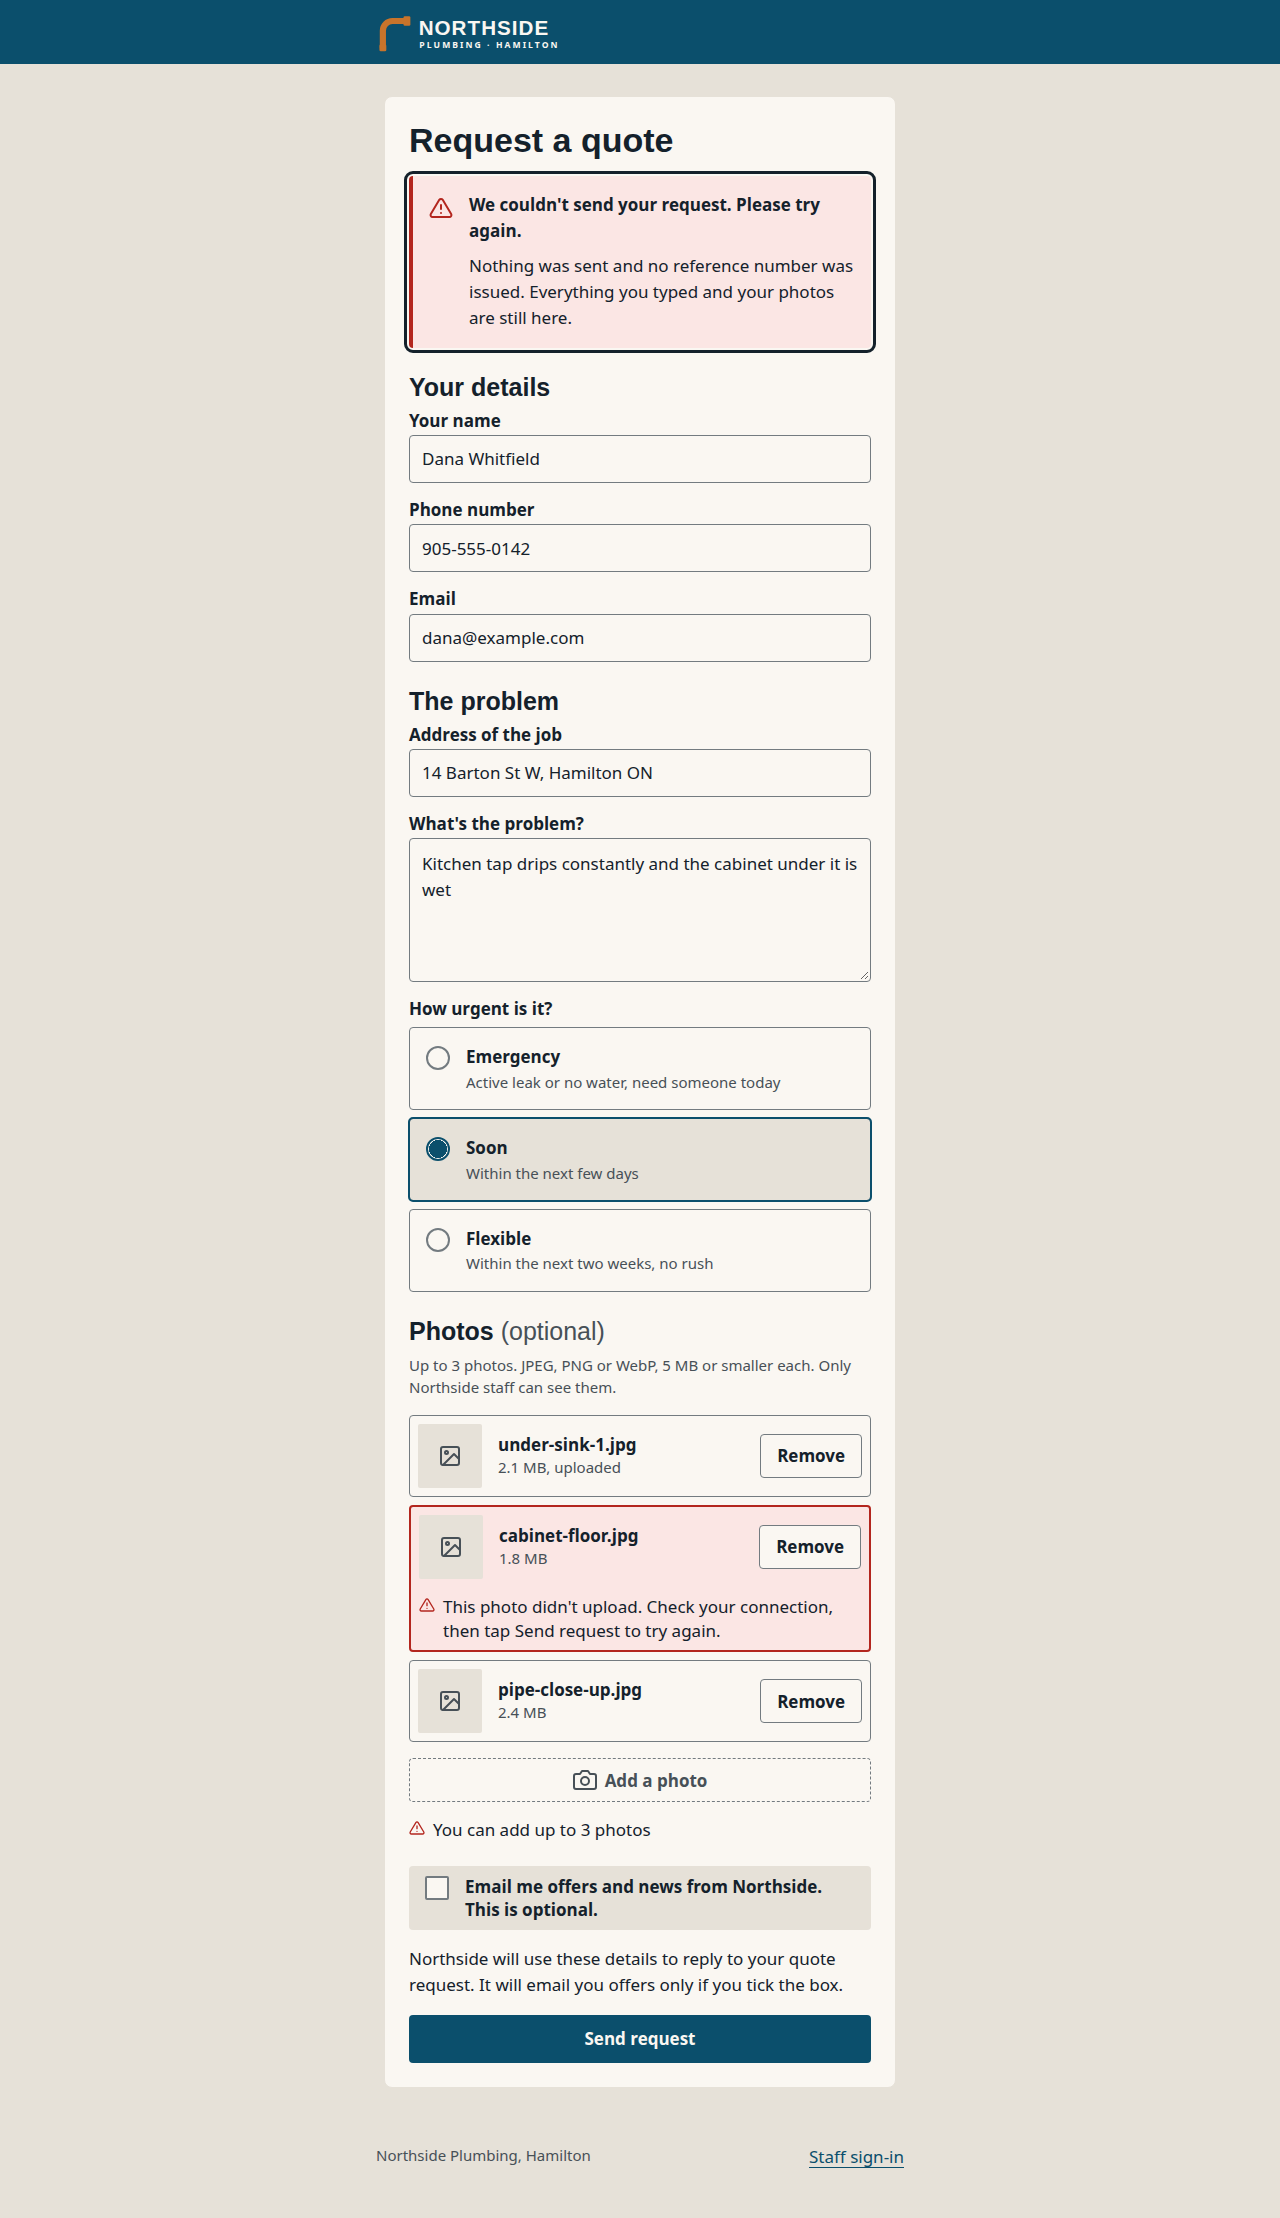 NORTHSIDE
PLUMBING · HAMILTON
Request a quote
We couldn't send your request. Please try
again.
Nothing was sent and no reference number was
issued. Everything you typed and your photos
are still here.
Your details
Your name
Dana Whitfield
Phone number
905-555-0142
Email
dana@example.com
The problem
Address of the job
14 Barton St W, Hamilton ON
What's the problem?
Kitchen tap drips constantly and the cabinet under it is
wet
How urgent is it?
Emergency
Active leak or no water, need someone today
Soon
Within the next few days
Flexible
Within the next two weeks, no rush
Photos (optional)
Up to 3 photos. JPEG, PNG or WebP, 5 MB or smaller each. Only
Northside staff can see them.
under-sink-1.jpg
2.1 MB, uploaded
Remove
cabinet-floor.jpg
1.8 MB
Remove
This photo didn't upload. Check your connection,
then tap Send request to try again.
pipe-close-up.jpg
2.4 MB
Remove
Add a photo
You can add up to 3 photos
Email me offers and news from Northside.
This is optional.
Northside will use these details to reply to your quote
request. It will email you offers only if you tick the box.
Send request
Northside Plumbing, Hamilton
Staff sign-in